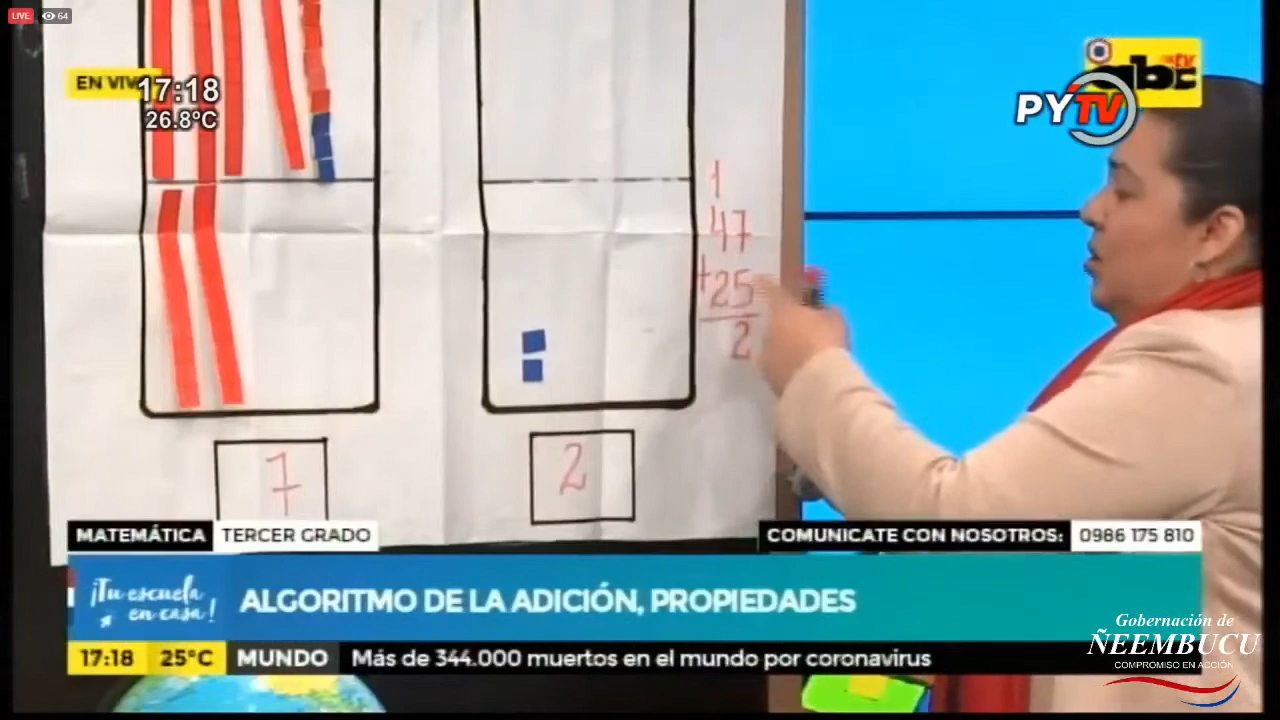 LIVE 64
EN VIVO
17:18
26.8°C
abc tv
PYTV
1
47
+25
2
7
2
MATEMÁTICA TERCER GRADO
COMUNICATE CON NOSOTROS: 0986 175 810
¡Tu escuela en casa!
ALGORITMO DE LA ADICIÓN, PROPIEDADES
17:18 25°C MUNDO Más de 344.000 muertos en el mundo por coronavirus
Gobernación de
ÑEEMBUCU
COMPROMISO EN ACCIÓN